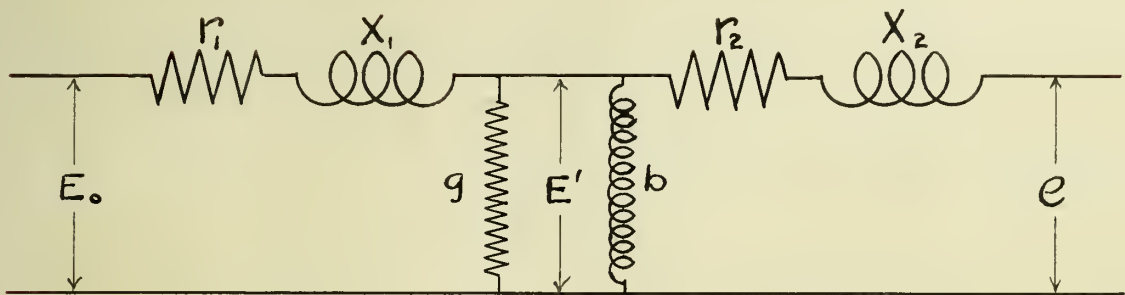 r₁ X₁ r₂ X₂
E₀ g E' b e